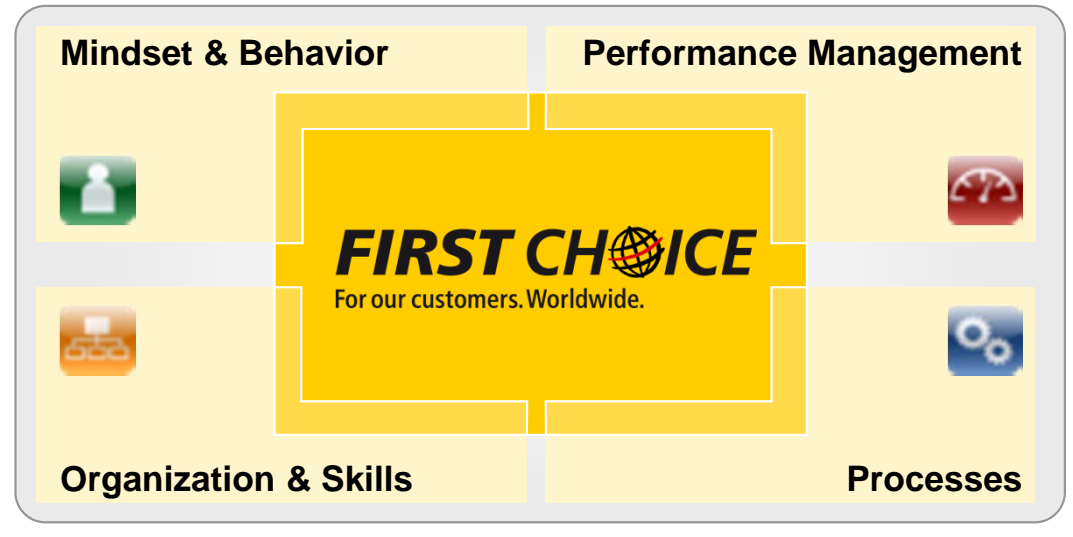 Mindset & Behavior
Performance Management
FIRST CHOICE
For our customers. Worldwide.
Organization & Skills
Processes